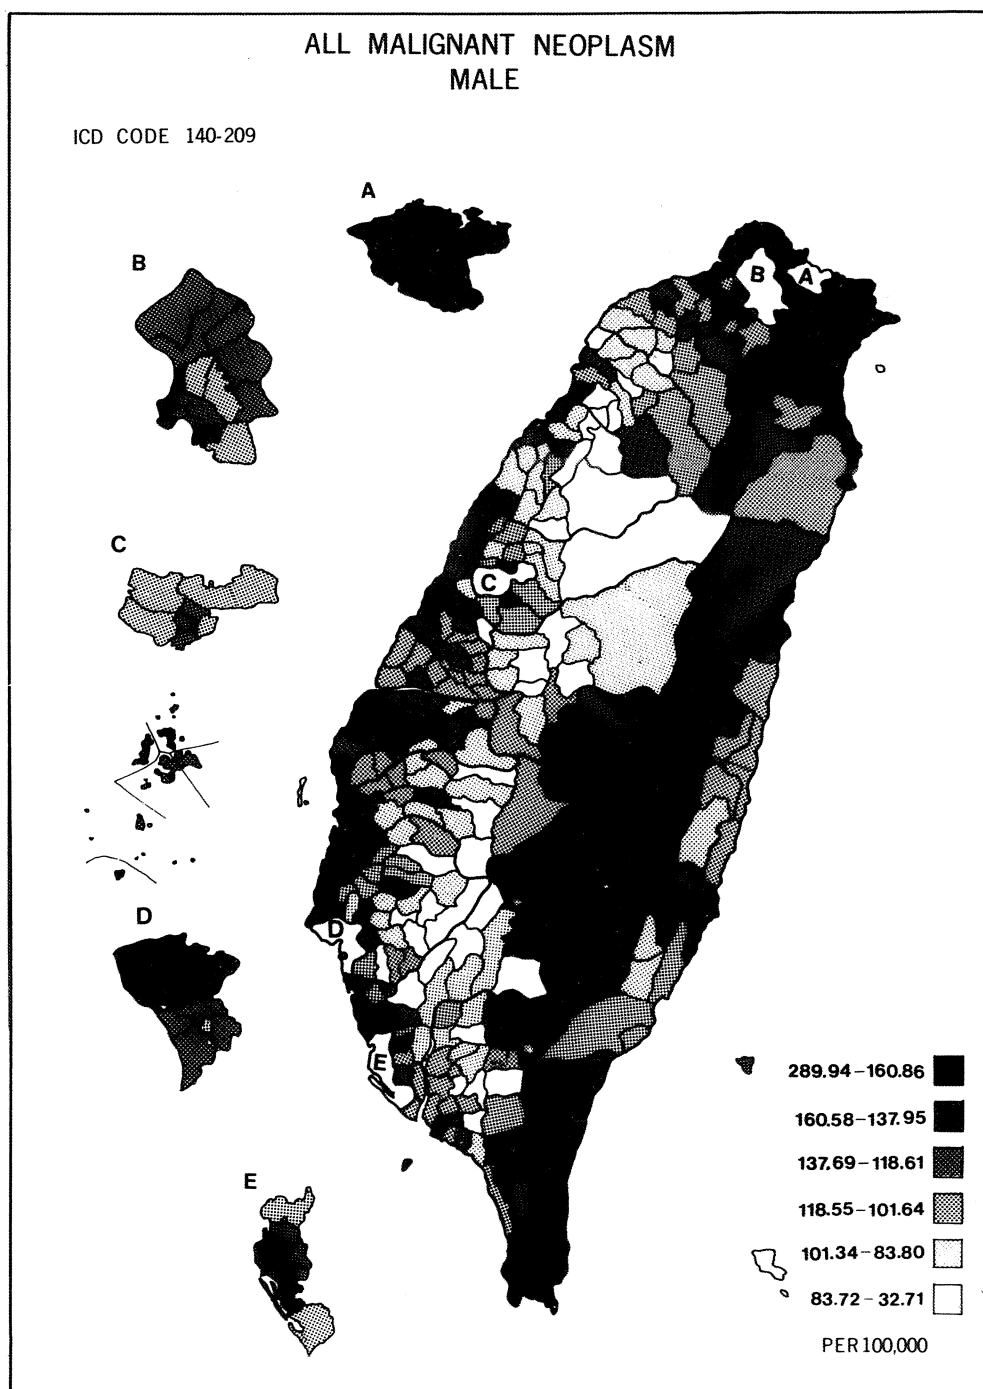 ALL MALIGNANT NEOPLASM
MALE
ICD CODE 140-209
A
B
B
A
C
C
D
D
E
E
289.94-160.86
160.58-137.95
137.69-118.61
118.55-101.64
101.34-83.80
83.72-32.71
PER 100,000